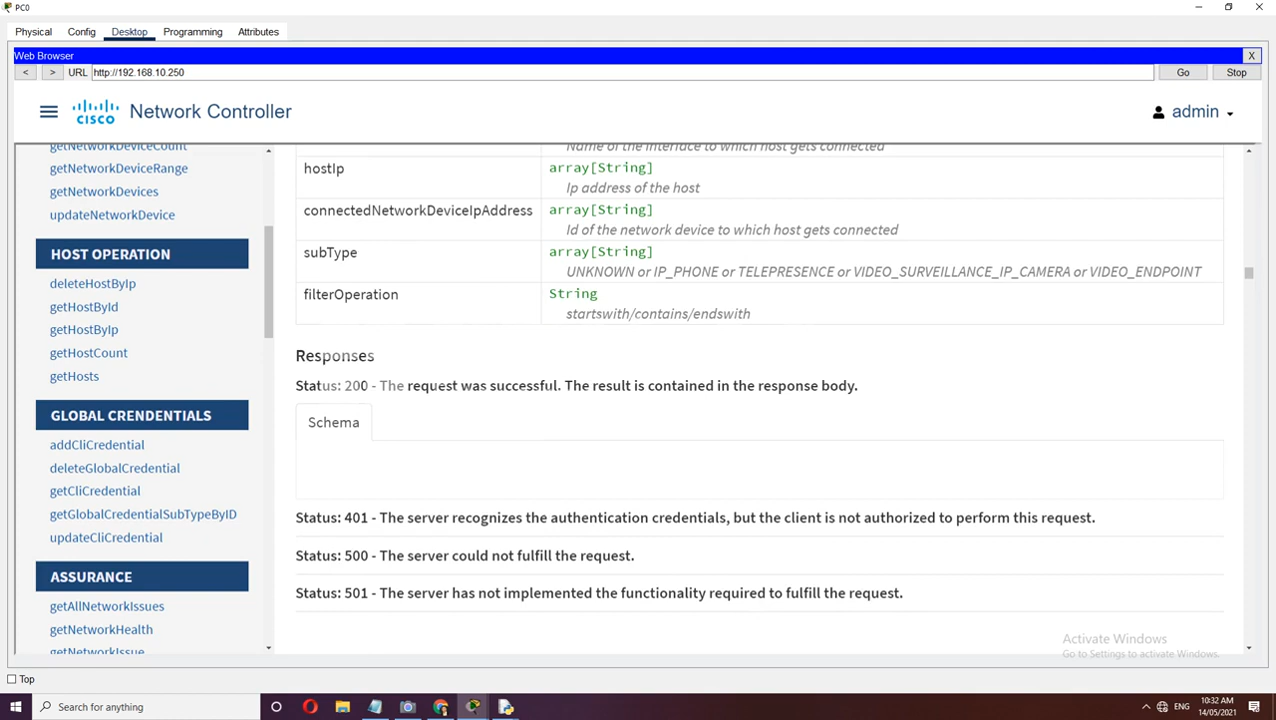 PC0
Physical
Config
Desktop
Programming
Attributes
Web Browser
X
<
>
URL
http://192.168.10.250
Go
Stop
CISCO
Network Controller
admin
getNetworkDeviceCount
getNetworkDeviceRange
getNetworkDevices
updateNetworkDevice
HOST OPERATION
deleteHostByIp
getHostById
getHostByIp
getHostCount
getHosts
GLOBAL CRENDENTIALS
addCliCredential
deleteGlobalCredential
getCliCredential
getGlobalCredentialSubTypeByID
updateCliCredential
ASSURANCE
getAllNetworkIssues
getNetworkHealth
getNetworkIssue
Name of the interface to which host gets connected
hostIp
array[String]
Ip address of the host
connectedNetworkDeviceIpAddress
array[String]
Id of the network device to which host gets connected
subType
array[String]
UNKNOWN or IP_PHONE or TELEPRESENCE or VIDEO_SURVEILLANCE_IP_CAMERA or VIDEO_ENDPOINT
filterOperation
String
startswith/contains/endswith
Responses
Status: 200 - The request was successful. The result is contained in the response body.
Schema
Status: 401 - The server recognizes the authentication credentials, but the client is not authorized to perform this request.
Status: 500 - The server could not fulfill the request.
Status: 501 - The server has not implemented the functionality required to fulfill the request.
Activate Windows
Go to Settings to activate Windows.
Top
Search for anything
ENG
10:32 AM
14/05/2021